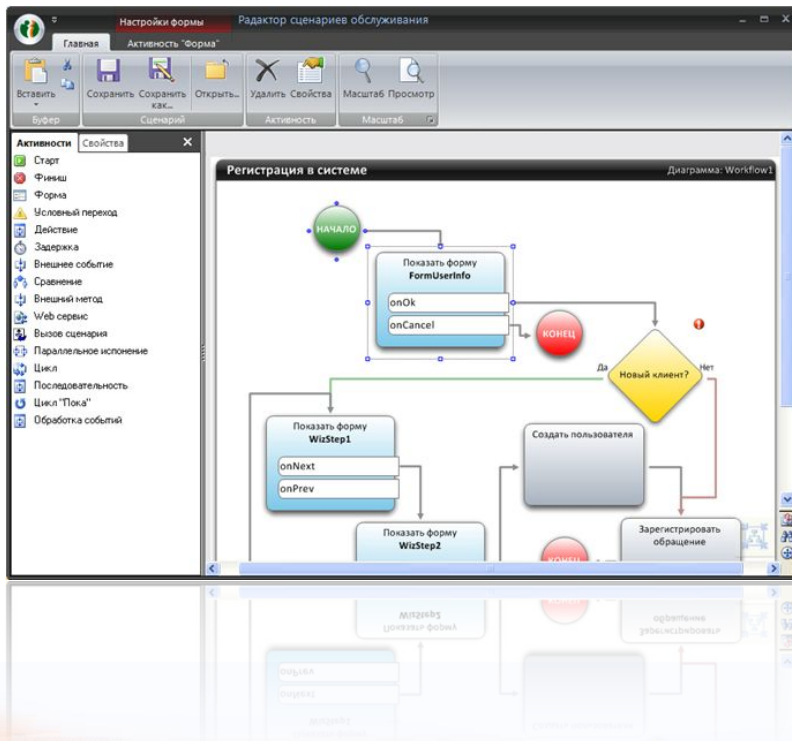 Настройки формы
Радактор сценариев обслуживания
Главная
Активность "Форма"
Вставить
Сохранить
Сохранить как...
Открыть...
Удалить
Свойства
Масштаб
Просмотр
Буфер
Сценарий
Активность
Масштаб
Активности
Свойства
Старт
Финиш
Форма
Условный переход
Действие
Задержка
Внешнее событие
Сравнение
Внешний метод
Web сервис
Вызов сценария
Параллельное испонение
Цикл
Последовательность
Цикл "Пока"
Обработка событий
Регистрация в системе
Диаграмма: Workflow1
НАЧАЛО
Показать форму
FormUserInfo
onOk
onCancel
КОНЕЦ
Да
Новый клиент?
Нет
Показать форму
WizStep1
onNext
onPrev
Создать пользователя
Показать форму
WizStep2
КОНЕЦ
Зарегистрировать
обращение